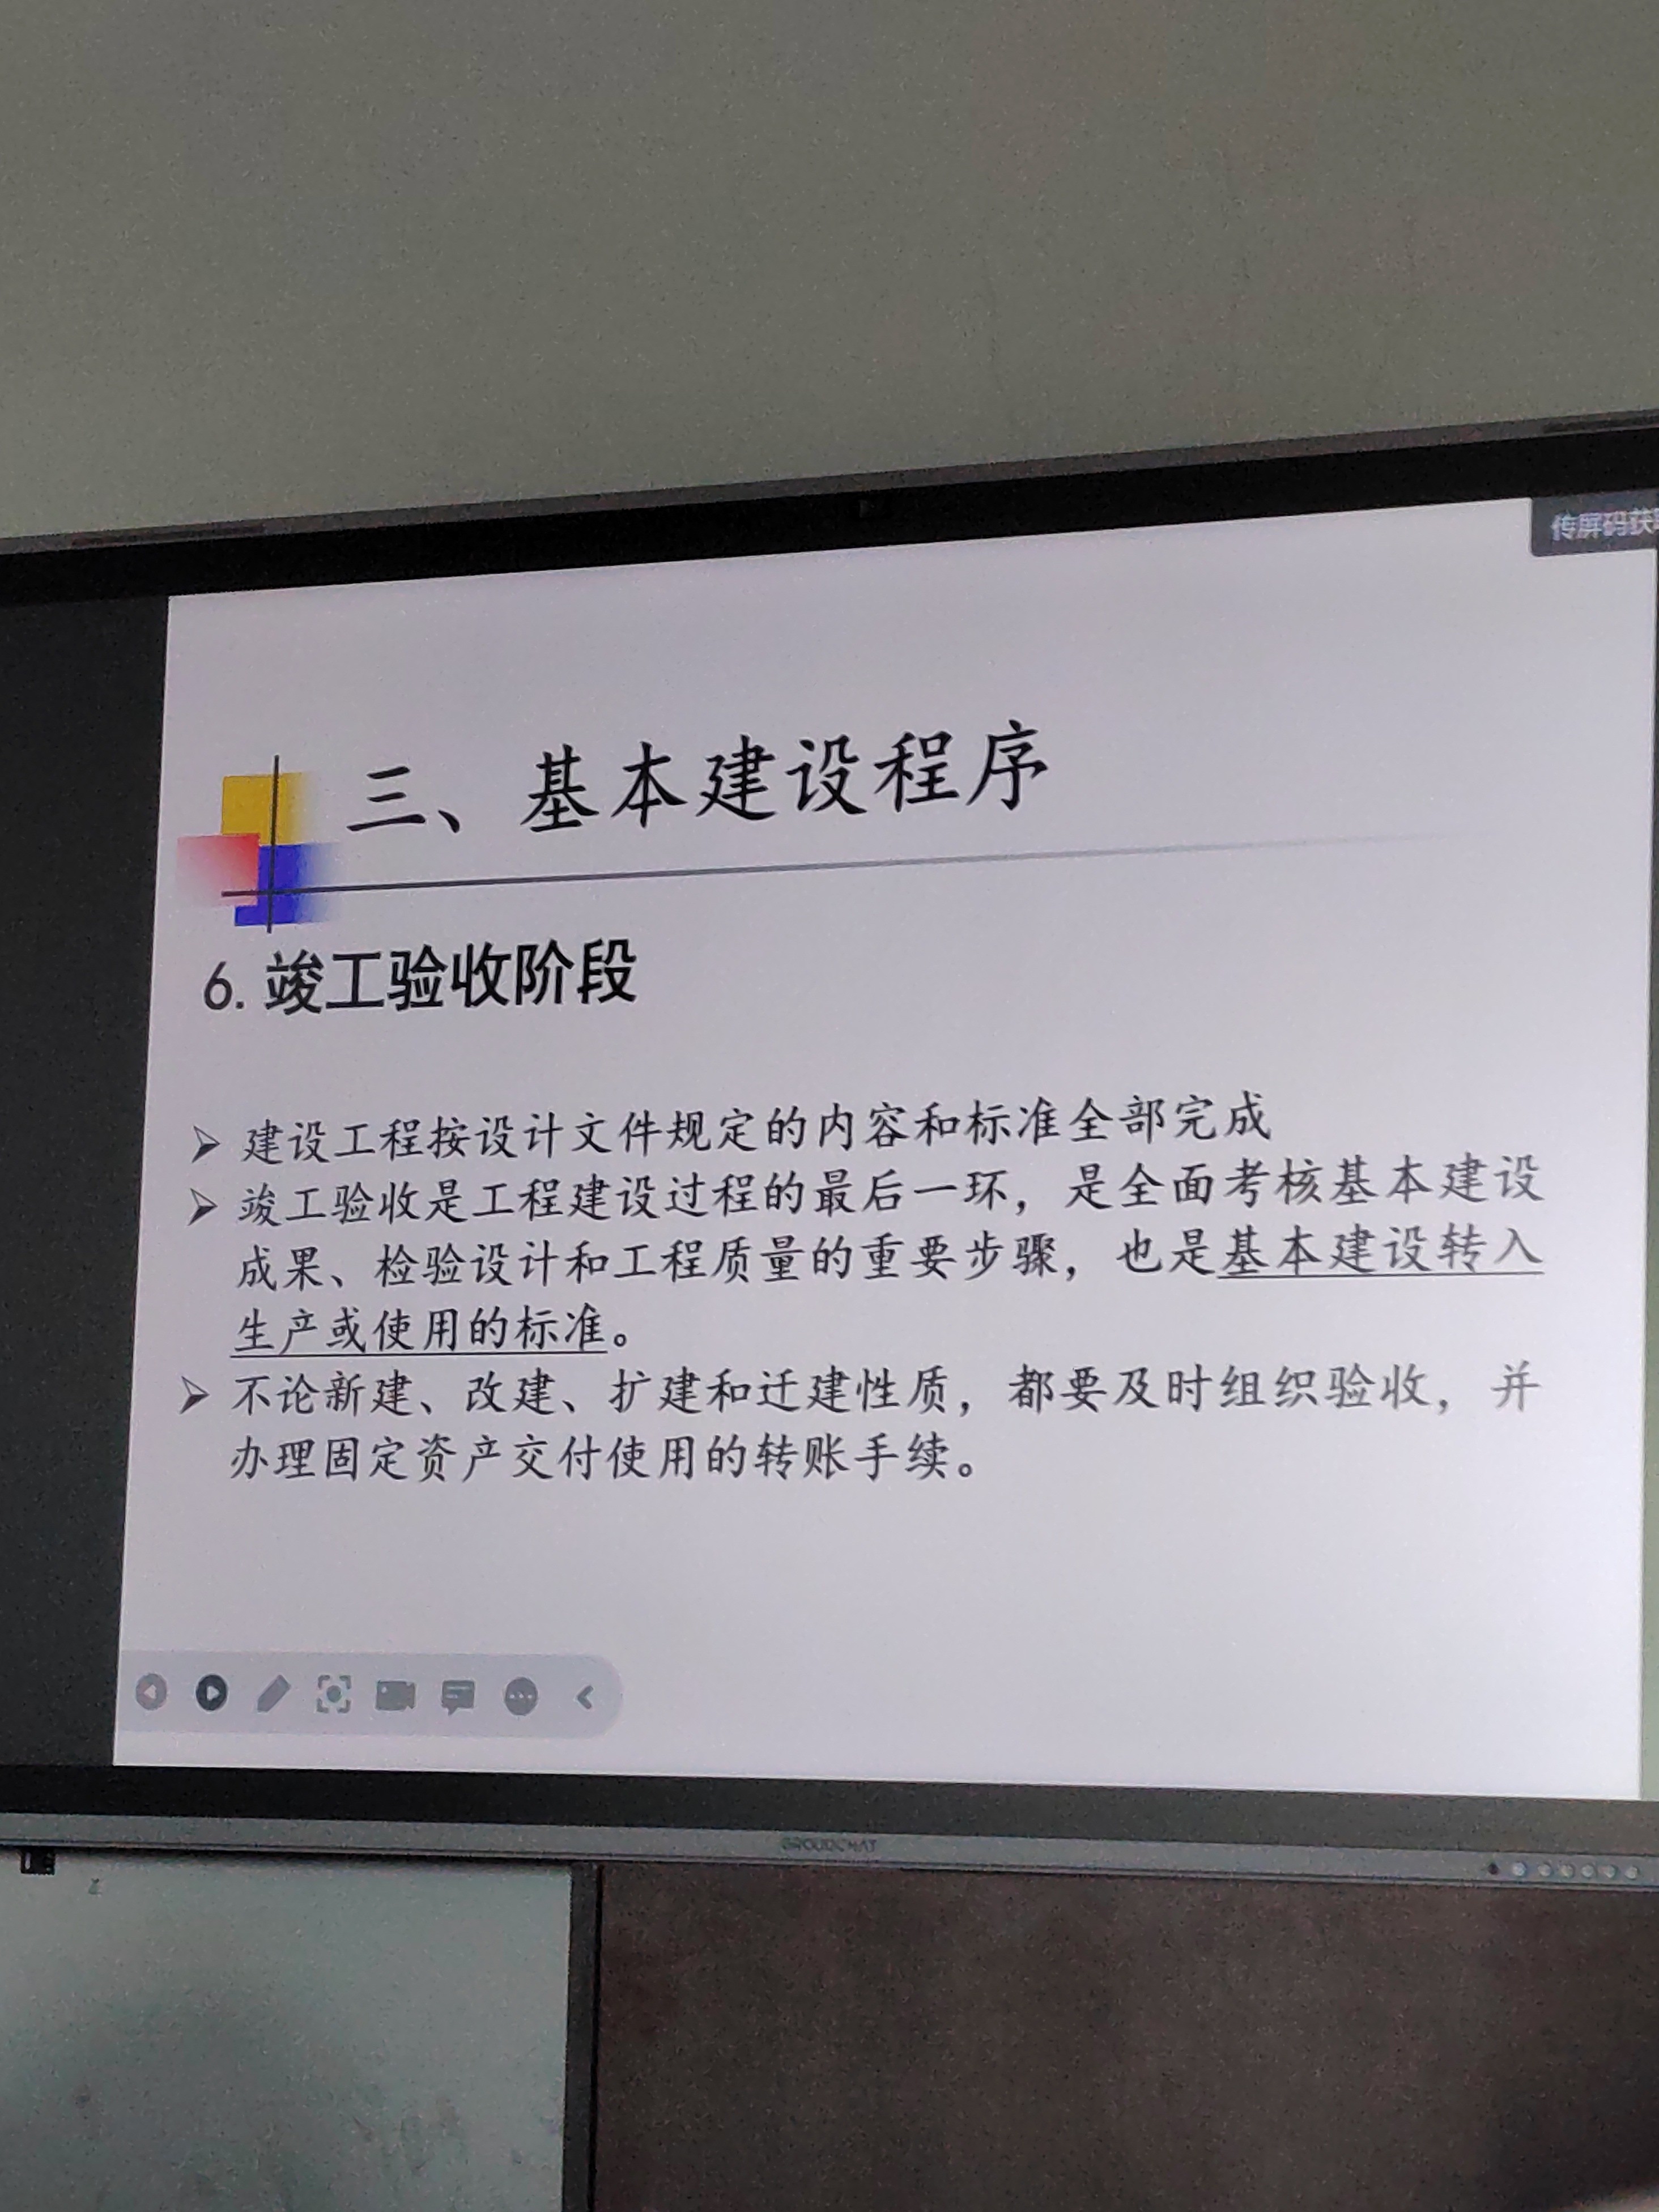 传屏码获
三、基本建设程序
6.竣工验收阶段
➢ 建设工程按设计文件规定的内容和标准全部完成
➢ 竣工验收是工程建设过程的最后一环，是全面考核基本建设
成果、检验设计和工程质量的重要步骤，也是基本建设转入
生产或使用的标准。
➢ 不论新建、改建、扩建和迁建性质，都要及时组织验收，并
办理固定资产交付使用的转账手续。